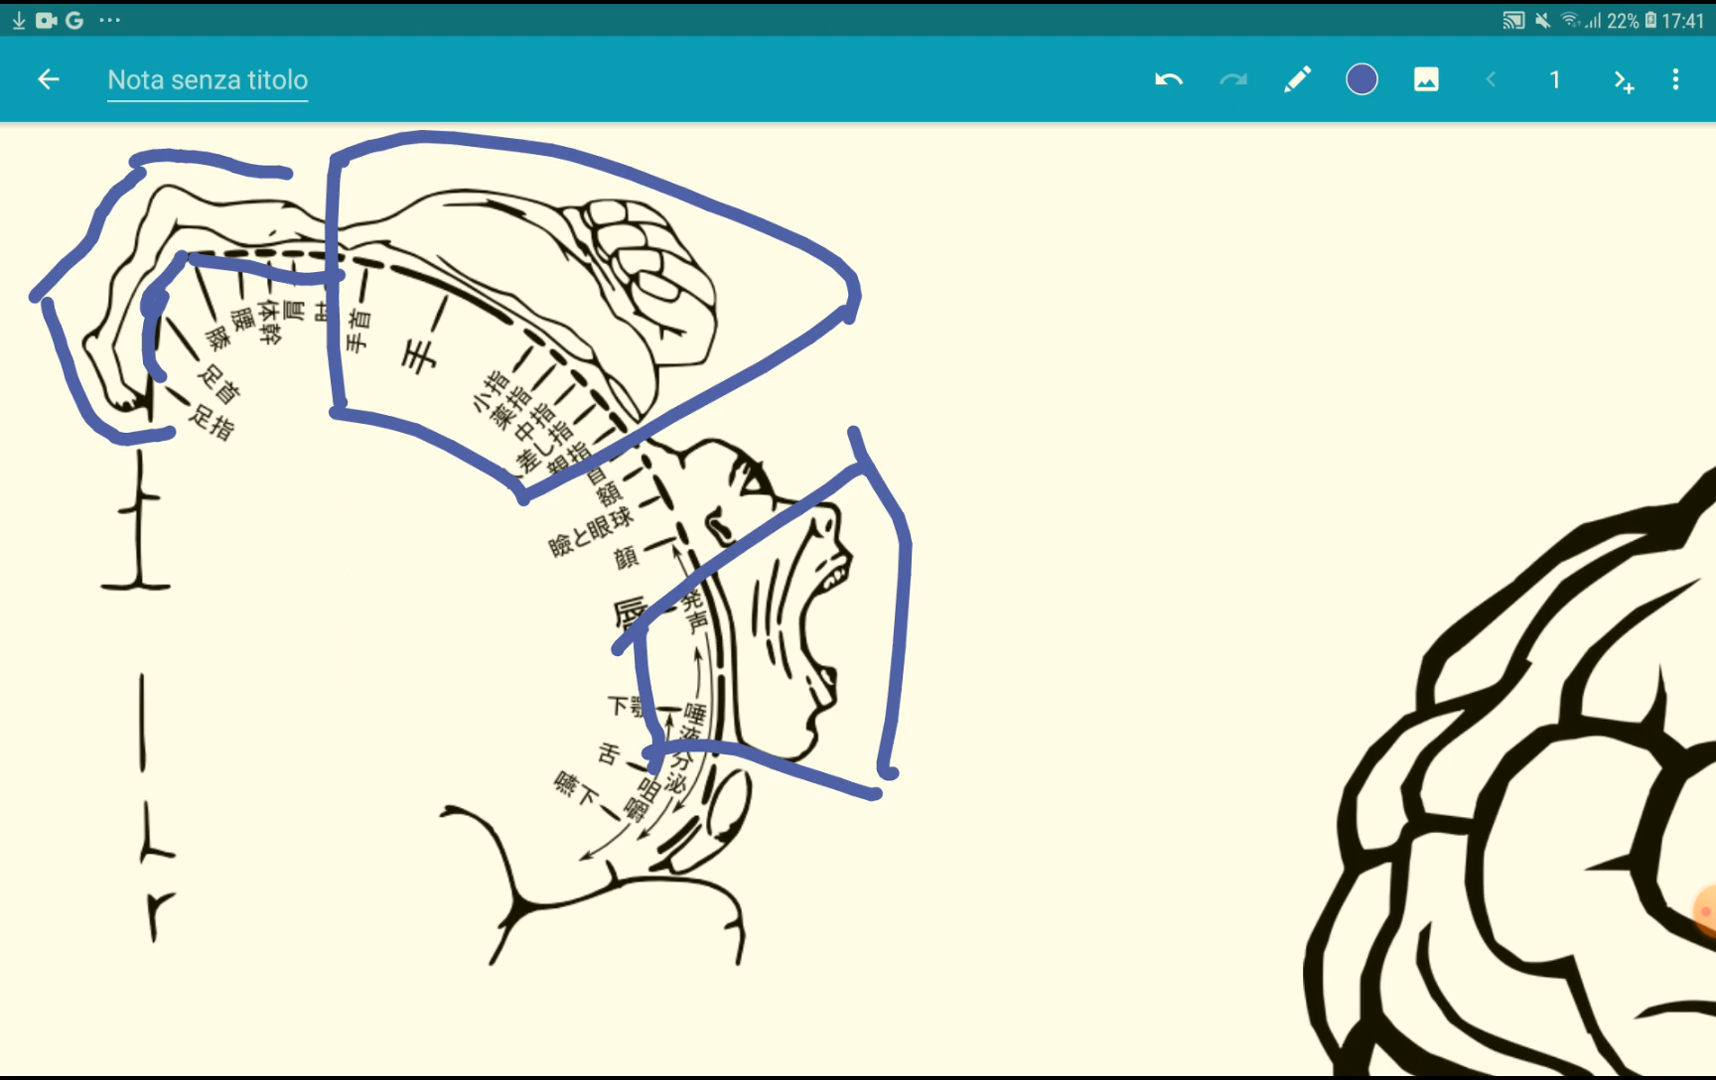 22% 17:41
Nota senza titolo
1
膝
腰
体幹
肩
手首
手
足首
足指
小指
薬指
中指
差し指
親指
首
額
瞼と眼球
顔
唇
発声
下顎
唾液分泌
舌
咀嚼
嚥下